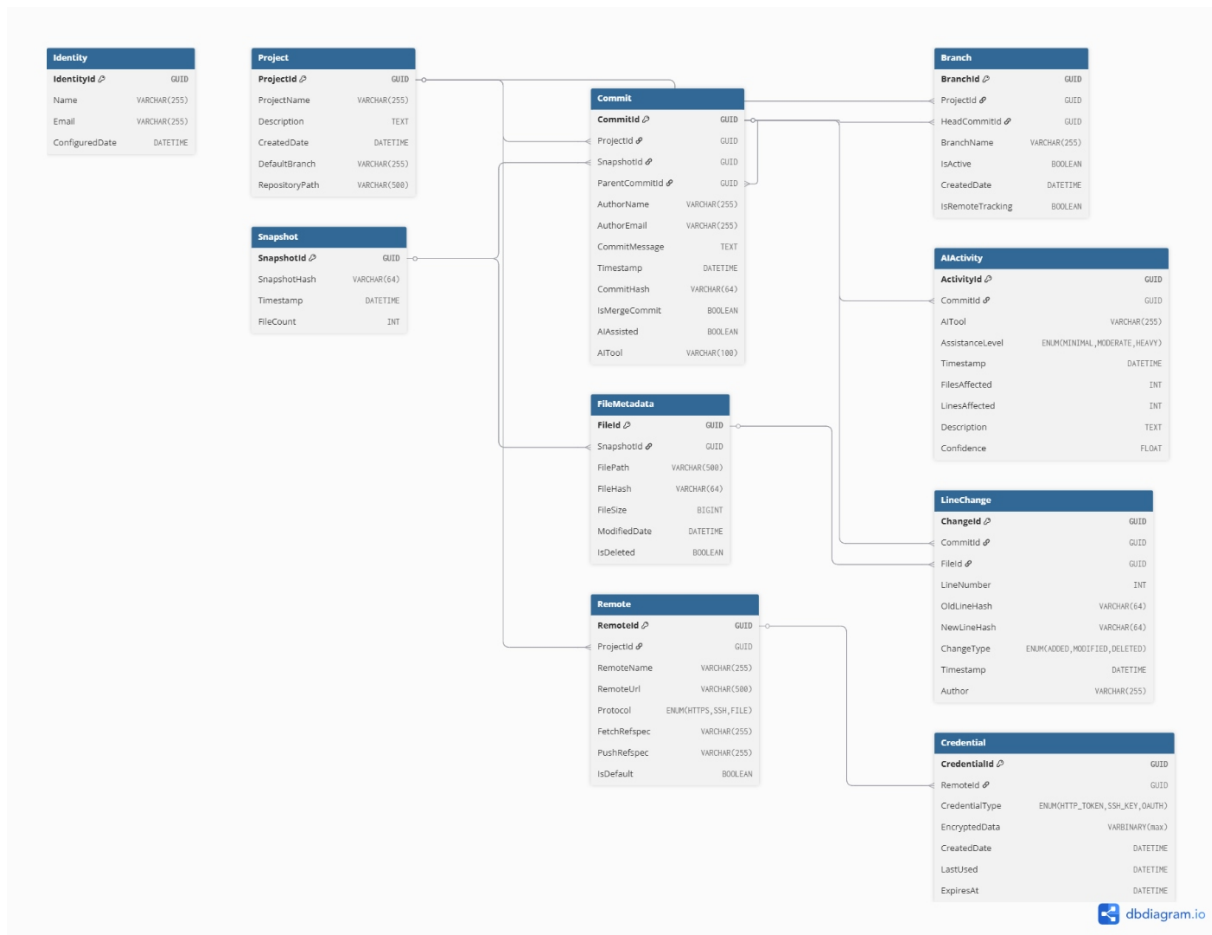 Identity
IdentityId GUID
Name VARCHAR(255)
Email VARCHAR(255)
ConfiguredDate DATETIME
Project
ProjectId GUID
ProjectName VARCHAR(255)
Description TEXT
CreatedDate DATETIME
DefaultBranch VARCHAR(255)
RepositoryPath VARCHAR(500)
Snapshot
SnapshotId GUID
SnapshotHash VARCHAR(64)
Timestamp DATETIME
FileCount INT
Commit
CommitId GUID
ProjectId GUID
SnapshotId GUID
ParentCommitId GUID
AuthorName VARCHAR(255)
AuthorEmail VARCHAR(255)
CommitMessage TEXT
Timestamp DATETIME
CommitHash VARCHAR(64)
IsMergeCommit BOOLEAN
AIAssisted BOOLEAN
AITool VARCHAR(100)
FileMetadata
FileId GUID
SnapshotId GUID
FilePath VARCHAR(500)
FileHash VARCHAR(64)
FileSize BIGINT
ModifiedDate DATETIME
IsDeleted BOOLEAN
Remote
RemoteId GUID
ProjectId GUID
RemoteName VARCHAR(255)
RemoteUrl VARCHAR(500)
Protocol ENUM(HTTPS,SSH,FILE)
FetchRefspec VARCHAR(255)
PushRefspec VARCHAR(255)
IsDefault BOOLEAN
Branch
BranchId GUID
ProjectId GUID
HeadCommitId GUID
BranchName VARCHAR(255)
IsActive BOOLEAN
CreatedDate DATETIME
IsRemoteTracking BOOLEAN
AIActivity
ActivityId GUID
CommitId GUID
AITool VARCHAR(255)
AssistanceLevel ENUM(MINIMAL,MODERATE,HEAVY)
Timestamp DATETIME
FilesAffected INT
LinesAffected INT
Description TEXT
Confidence FLOAT
LineChange
ChangeId GUID
CommitId GUID
FileId GUID
LineNumber INT
OldLineHash VARCHAR(64)
NewLineHash VARCHAR(64)
ChangeType ENUM(ADDED,MODIFIED,DELETED)
Timestamp DATETIME
Author VARCHAR(255)
Credential
CredentialId GUID
RemoteId GUID
CredentialType ENUM(HTTP_TOKEN,SSH_KEY,OAUTH)
EncryptedData VARBINARY(max)
CreatedDate DATETIME
LastUsed DATETIME
ExpiresAt DATETIME
dbdiagram.io